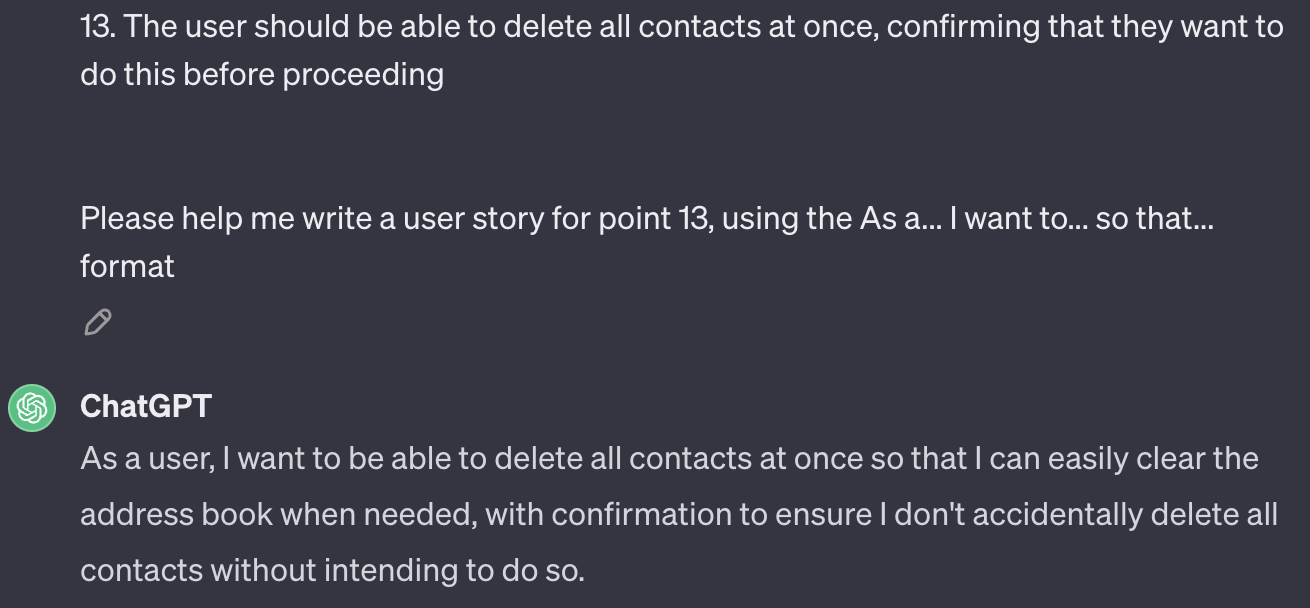 13. The user should be able to delete all contacts at once, confirming that they want to
do this before proceeding
Please help me write a user story for point 13, using the As a... I want to... so that...
format
ChatGPT
As a user, I want to be able to delete all contacts at once so that I can easily clear the
address book when needed, with confirmation to ensure I don't accidentally delete all
contacts without intending to do so.